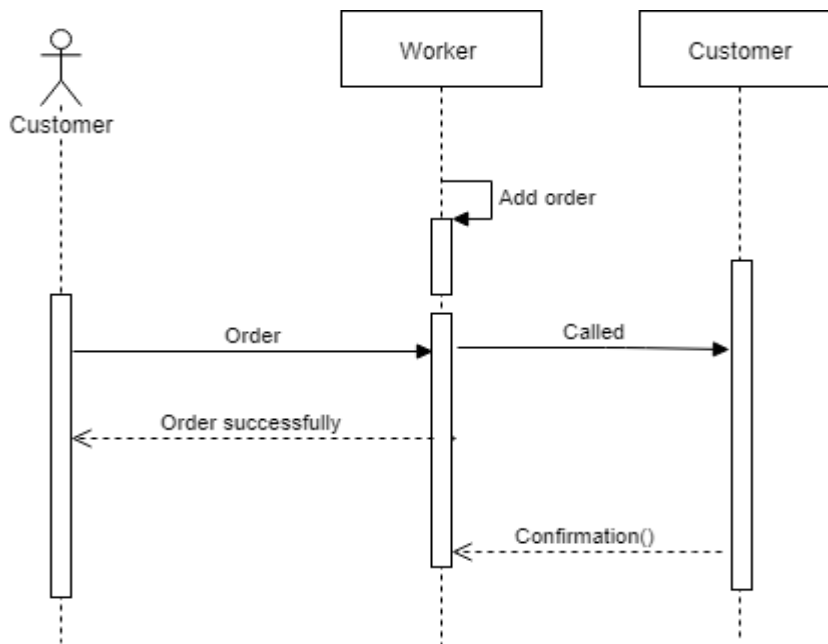 Worker
Customer
Customer
Add order
Order
Called
Order successfully
Confirmation()